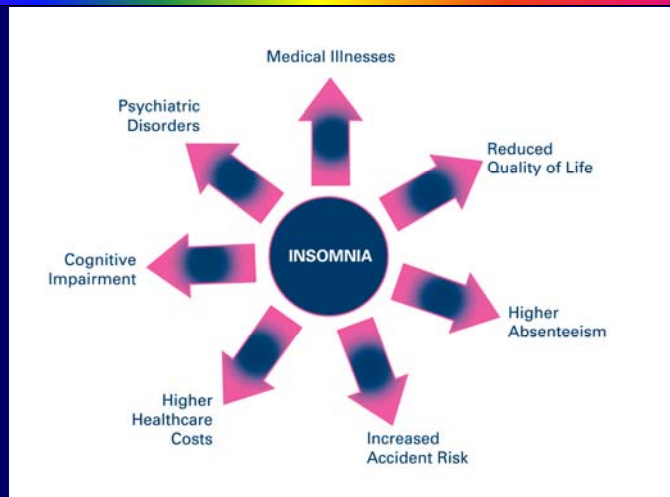 Medical Illnesses
Psychiatric
Disorders
Reduced
Quality of Life
INSOMNIA
Cognitive
Impairment
Higher
Absenteeism
Higher
Healthcare
Costs
Increased
Accident Risk